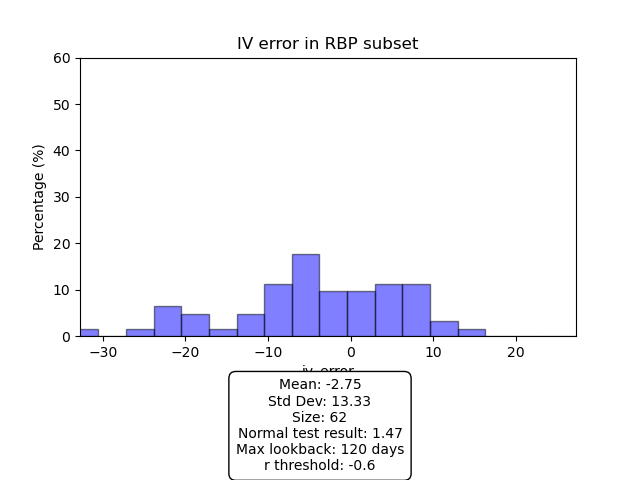 IV error in RBP subset
Percentage (%)
60
50
40
30
20
10
0
−30
−20
−10
0
10
20
iv_error
Mean: -2.75
Std Dev: 13.33
Size: 62
Normal test result: 1.47
Max lookback: 120 days
r threshold: -0.6